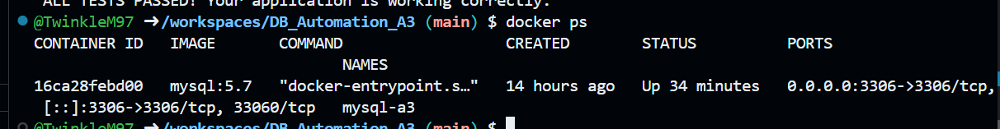 ALL TESTS PASSED! Your application is working correctly.
@TwinkleM97 ➜/workspaces/DB_Automation_A3 (main) $ docker ps
CONTAINER ID   IMAGE       COMMAND                  CREATED        STATUS          PORTS
                           NAMES
16ca28febd00   mysql:5.7   "docker-entrypoint.s…"   14 hours ago   Up 34 minutes   0.0.0.0:3306->3306/tcp,
 [::]:3306->3306/tcp, 33060/tcp   mysql-a3
@TwinkleM97 ➜/workspaces/DB_Automation_A3 (main) $